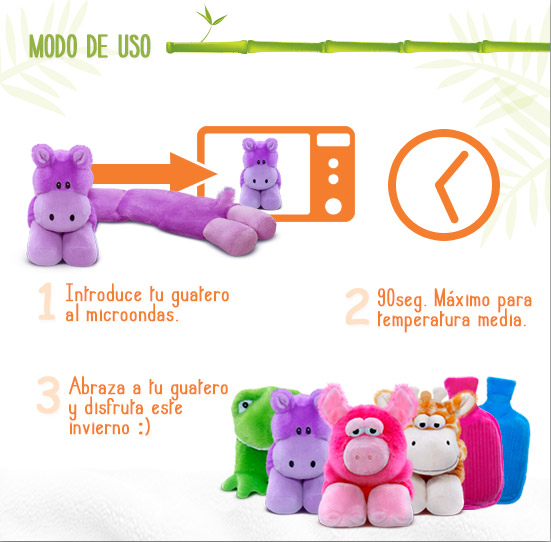 MODO DE USO
1 Introduce tu guatero
al microondas.
2 90seg. Máximo para
temperatura media.
3 Abraza a tu guatero
y disfruta este
invierno :)